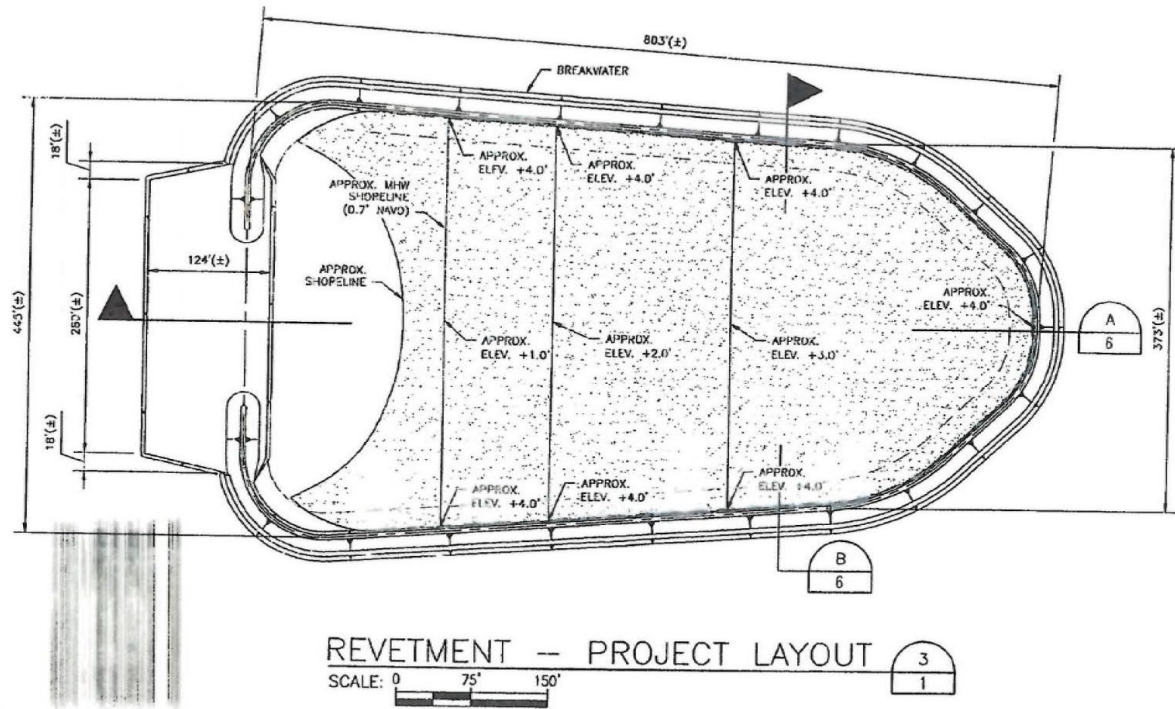 803'(±)
BREAKWATER
18'(±)
APPROX.
ELEV. +4.0'
APPROX.
ELEV. +4.0'
APPROX.
ELEV. +4.0'
APPROX. MHW
SHORELINE
(0.7' NAVD)
124'(±)
APPROX.
SHORELINE
446'(±)
280'(±)
APPROX.
ELEV. +4.0'
A
6
373'(±)
APPROX.
ELEV. +1.0'
APPROX.
ELEV. +2.0'
APPROX.
ELEV. +3.0'
18'(±)
APPROX.
ELEV. +4.0'
APPROX.
ELEV. +4.0'
APPROX.
ELEV. +4.0'
B
6
REVETMENT -- PROJECT LAYOUT
3
1
SCALE: 0 75' 150'